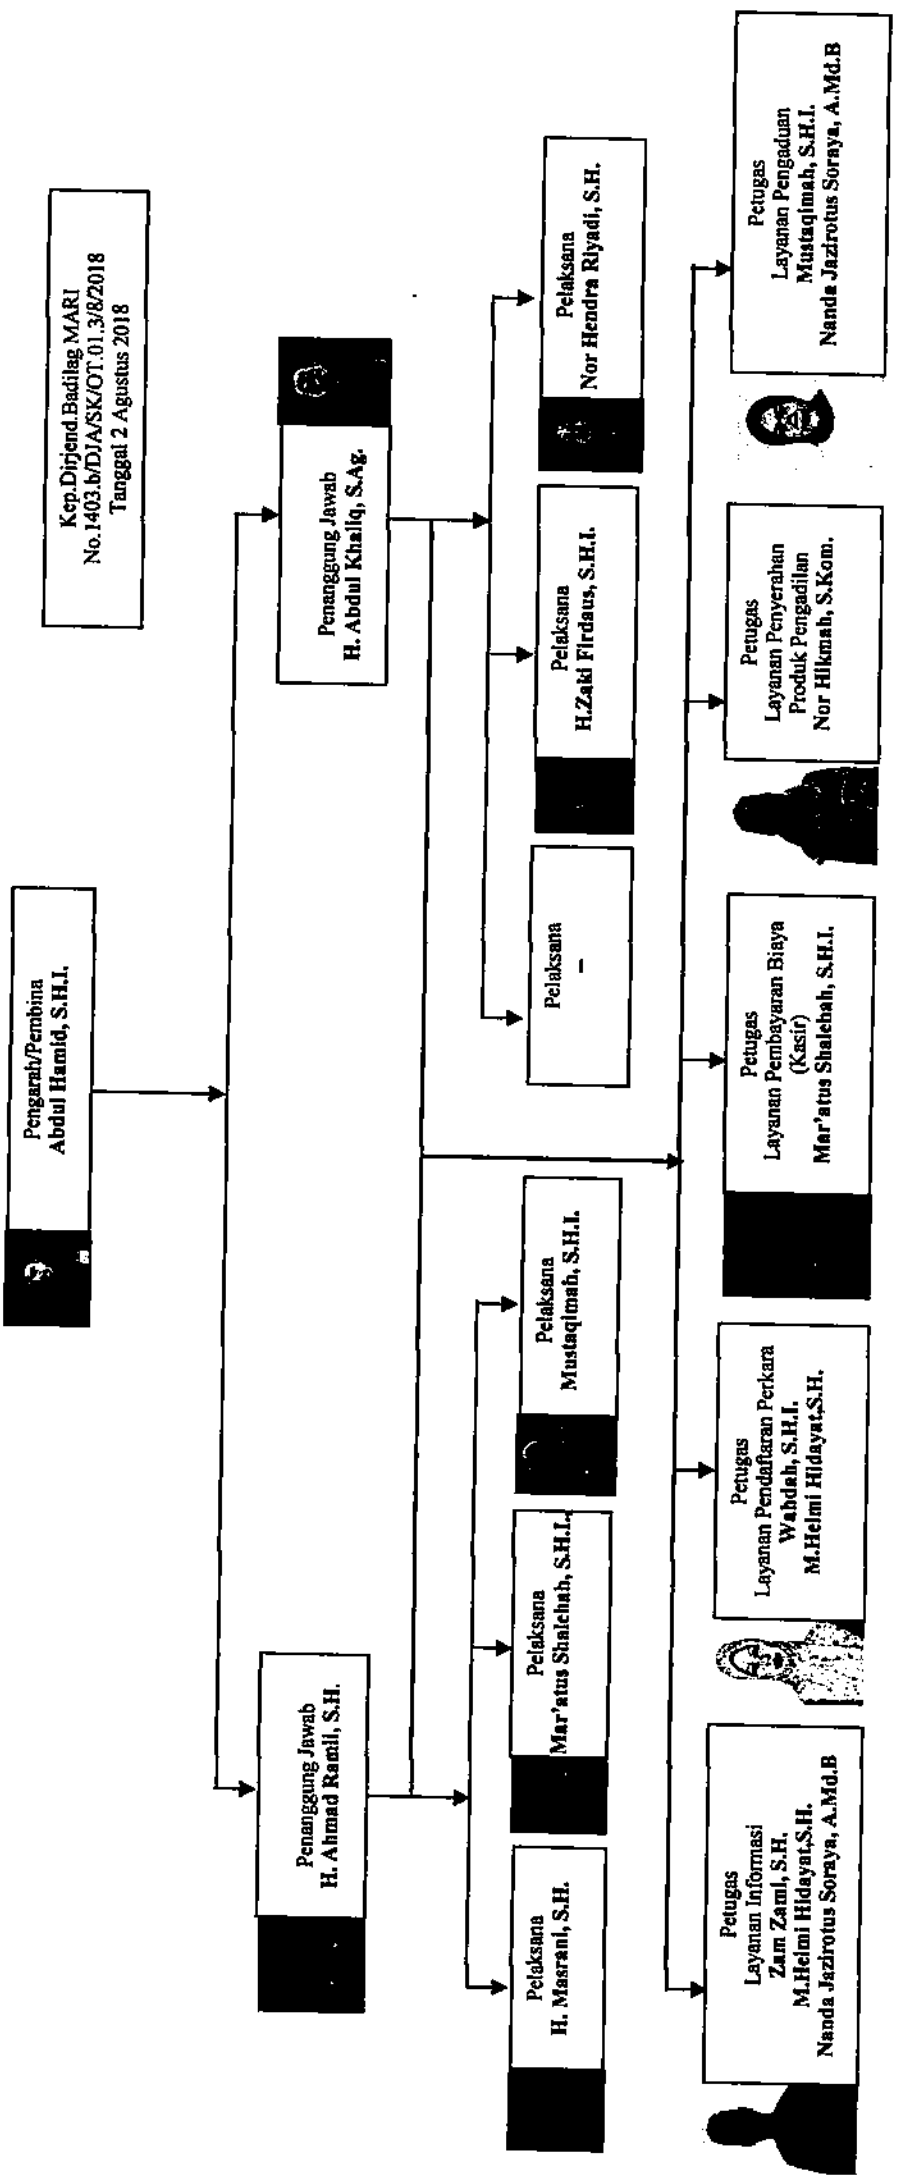 Kep.Dirjend.Badilag MARI
No.1403.b/DJA/SK/OT.01.3/8/2018
Tanggal 2 Agustus 2018
Pengarah/Pembina
Abdul Hamid, S.H.I.
Penanggung Jawab
H. Ahmad Ramli, S.H.
Penanggung Jawab
H. Abdul Khaliq, S.Ag.
Pelaksana
H. Masrani, S.H.
Pelaksana
Mar'atus Shalehah, S.H.I.
Pelaksana
Mustaqimah, S.H.I.
Pelaksana
–
Pelaksana
H.Zaki Firdaus, S.H.I.
Pelaksana
Nor Hendra Riyadi, S.H.
Petugas
Layanan Informasi
Zam Zami, S.H.
M.Helmi Hidayat,S.H.
Nanda Jazirotus Soraya, A.Md.B
Petugas
Layanan Pendaftaran Perkara
Wahdah, S.H.I.
M.Helmi Hidayat,S.H.
Petugas
Layanan Pembayaran Biaya
(Kasir)
Mar'atus Shalehah, S.H.I.
Petugas
Layanan Penyerahan
Produk Pengadilan
Nor Hikmah, S.Kom.
Petugas
Layanan Pengaduan
Mustaqimah, S.H.I.
Nanda Jazirotus Soraya, A.Md.B